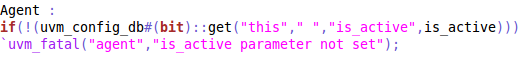 Agent :
if(!(uvm_config_db#(bit)::get("this"," ","is_active",is_active)))
`uvm_fatal("agent","is_active parameter not set");